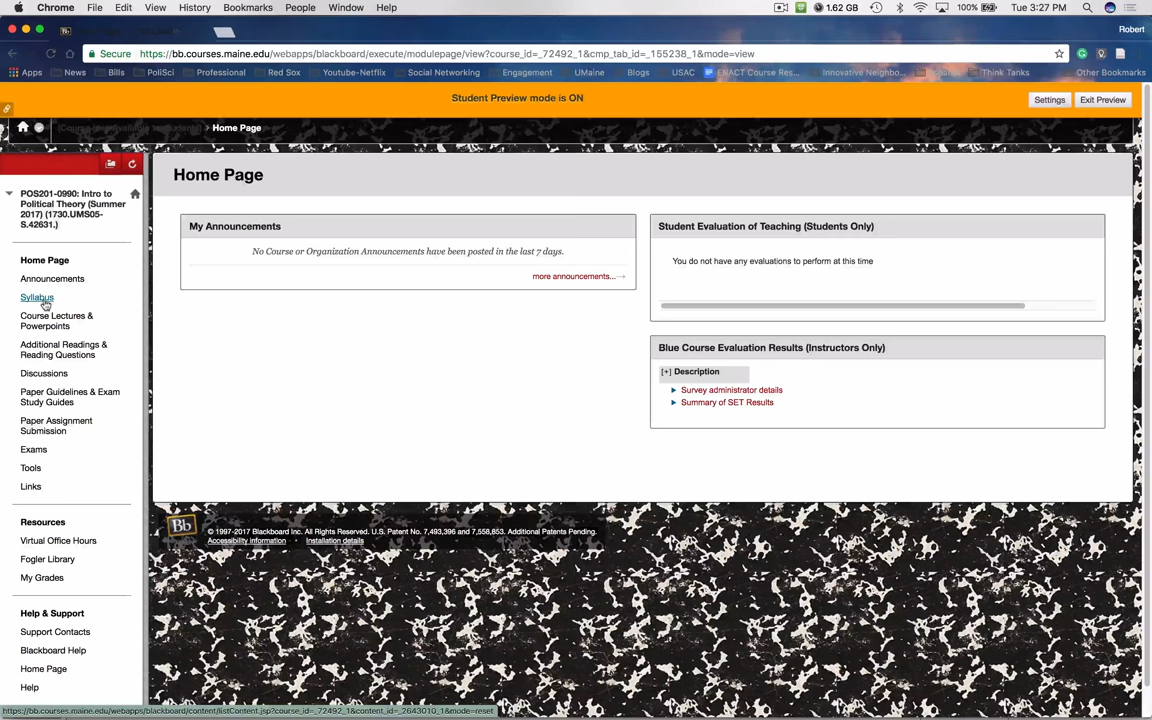 Chrome File Edit View History Bookmarks People Window Help 1.62 GB 100% Tue 3:27 PM
Robert
Secure https://bb.courses.maine.edu/webapps/blackboard/execute/modulepage/view?course_id=_72492_1&cmp_tab_id=_155238_1&mode=view
Apps News Bills PoliSci Professional Red Sox Youtube-Netflix Social Networking Engagement UMaine Blogs USAC ENACT Course Res... Innovative Neighbo... Think Tanks Other Bookmarks
Student Preview mode is ON
Settings Exit Preview
Home Page
POS201-0990: Intro to
Political Theory (Summer
2017) (1730.UMS05-
S.42631.)
Home Page
Announcements
Syllabus
Course Lectures &
Powerpoints
Additional Readings &
Reading Questions
Discussions
Paper Guidelines & Exam
Study Guides
Paper Assignment
Submission
Exams
Tools
Links
Resources
Virtual Office Hours
Fogler Library
My Grades
Help & Support
Support Contacts
Blackboard Help
Home Page
Help
Home Page
My Announcements
No Course or Organization Announcements have been posted in the last 7 days.
more announcements...→
Student Evaluation of Teaching (Students Only)
You do not have any evaluations to perform at this time
Blue Course Evaluation Results (Instructors Only)
[+] Description
Survey administrator details
Summary of SET Results
Bb
© 1997-2017 Blackboard Inc. All Rights Reserved. U.S. Patent No. 7,493,396 and 7,558,853. Additional Patents Pending.
Accessibility information • Installation details
https://bb.courses.maine.edu/webapps/blackboard/content/listContent.jsp?course_id=_72492_1&content_id=_2643010_1&mode=reset